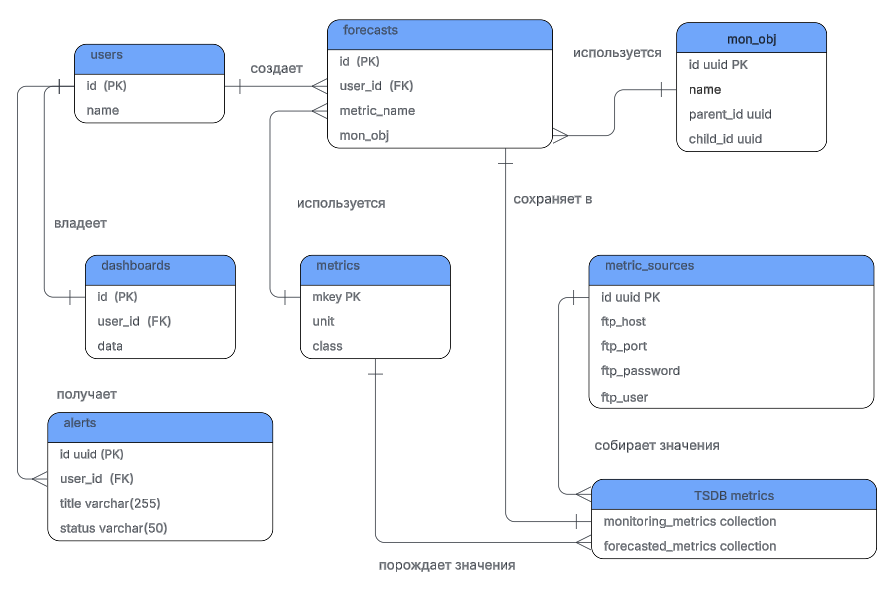 users
id (PK)
name
создает
forecasts
id (PK)
user_id (FK)
metric_name
mon_obj
используется
mon_obj
id uuid PK
name
parent_id uuid
child_id uuid
владеет
используется
сохраняет в
dashboards
id (PK)
user_id (FK)
data
metrics
mkey PK
unit
class
metric_sources
id uuid PK
ftp_host
ftp_port
ftp_password
ftp_user
получает
alerts
id uuid (PK)
user_id (FK)
title varchar(255)
status varchar(50)
собирает значения
TSDB metrics
monitoring_metrics collection
forecasted_metrics collection
порождает значения